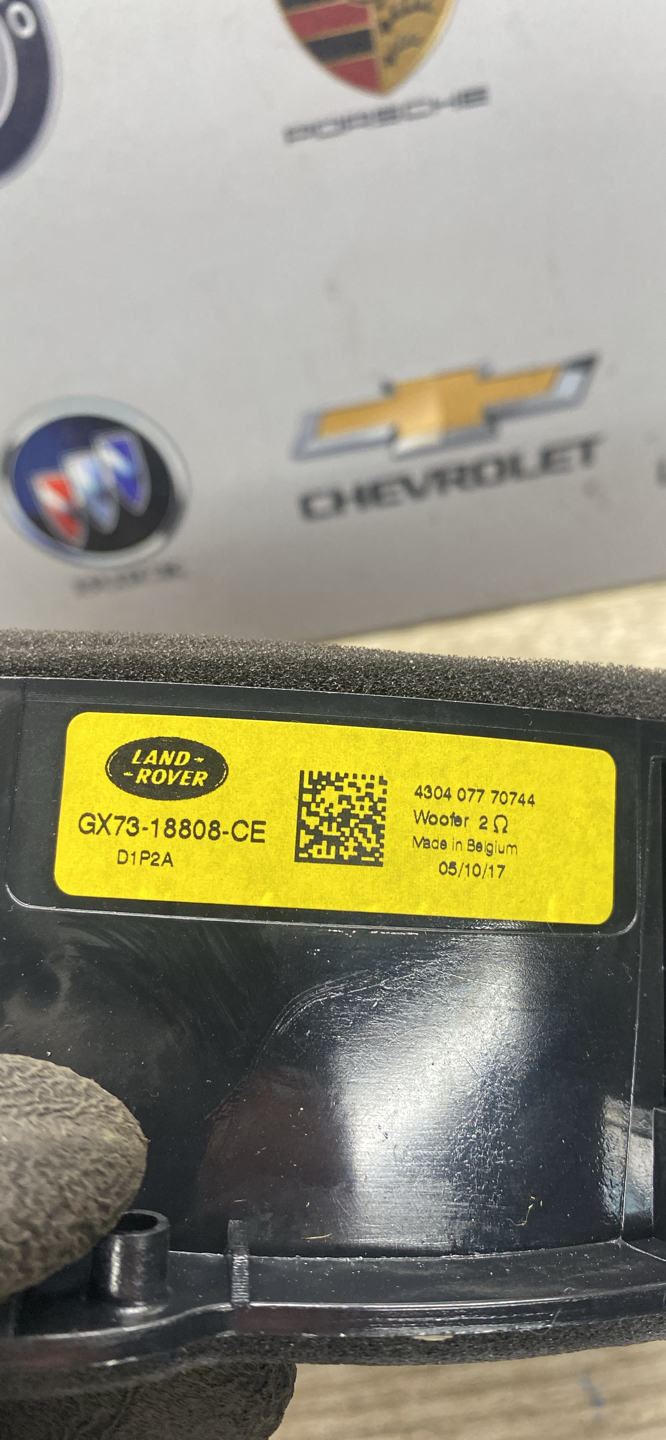 O
PORSCHE
CHEVROLET
LAND-
-ROVER
GX73-18808-CE
D1P2A
4304 077 70744
Woofer 2 Ω
Made in Belgium
05/10/17